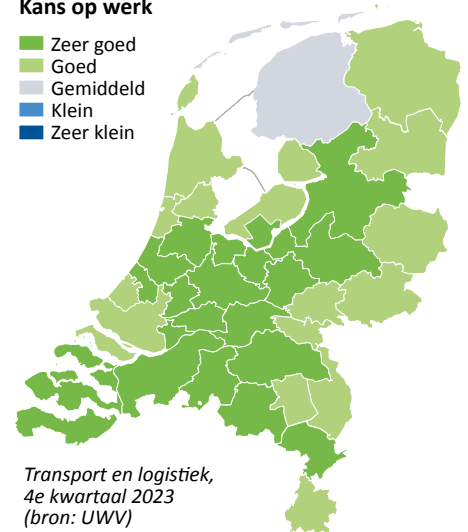 Kans op werk
Zeer goed
Goed
Gemiddeld
Klein
Zeer klein
Transport en logistiek,
4e kwartaal 2023
(bron: UWV)